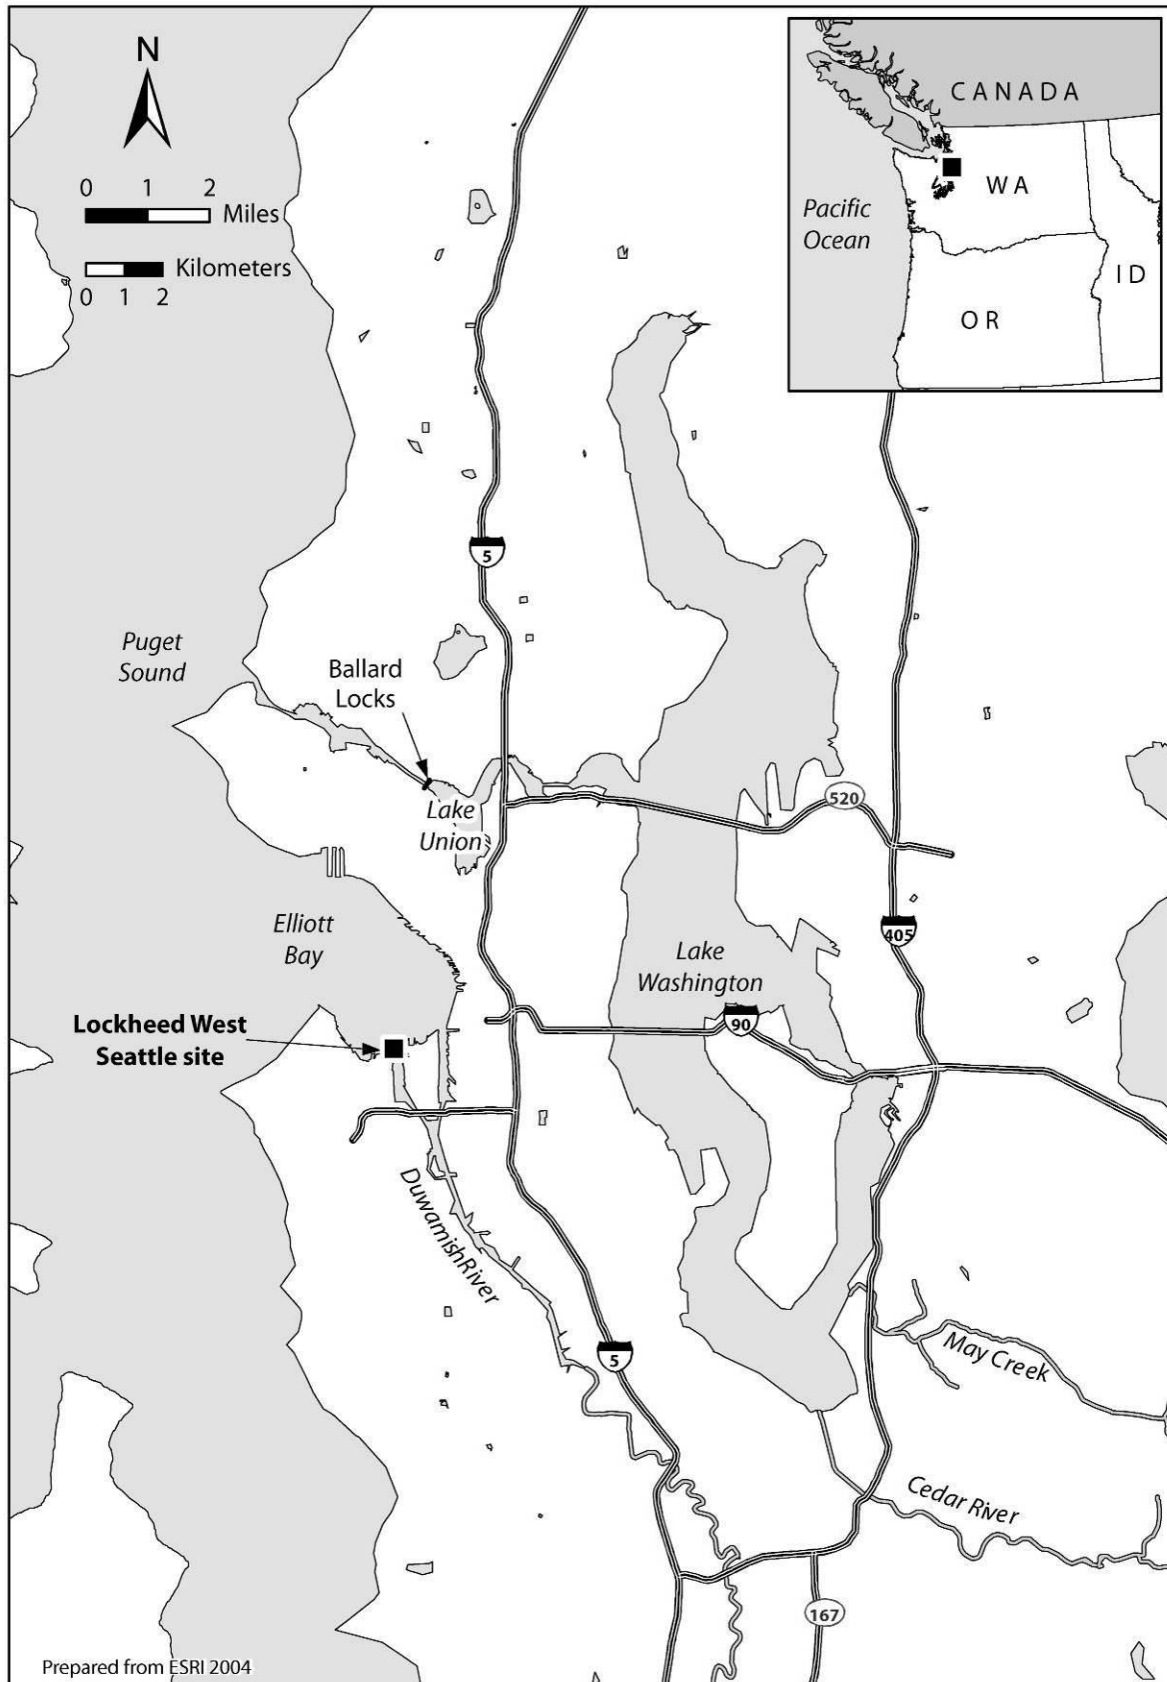 N
0 1 2
Miles
Kilometers
0 1 2
CANADA
WA
Pacific
Ocean
ID
OR
5
Puget
Sound
Ballard
Locks
Lake
Union
520
Elliott
Bay
405
Lake
Washington
90
Lockheed West
Seattle site
DuwamishRiver
5
May Creek
Cedar River
167
Prepared from ESRI 2004